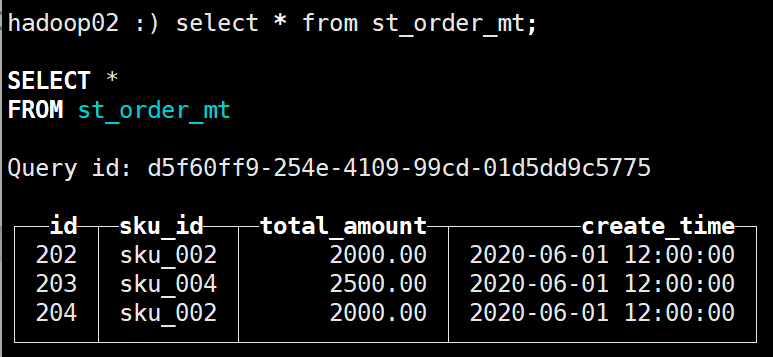 hadoop02 :) select * from st_order_mt;
SELECT *
FROM st_order_mt
Query id: d5f60ff9-254e-4109-99cd-01d5dd9c5775
id sku_id total_amount create_time
202 sku_002 2000.00 2020-06-01 12:00:00
203 sku_004 2500.00 2020-06-01 12:00:00
204 sku_002 2000.00 2020-06-01 12:00:00